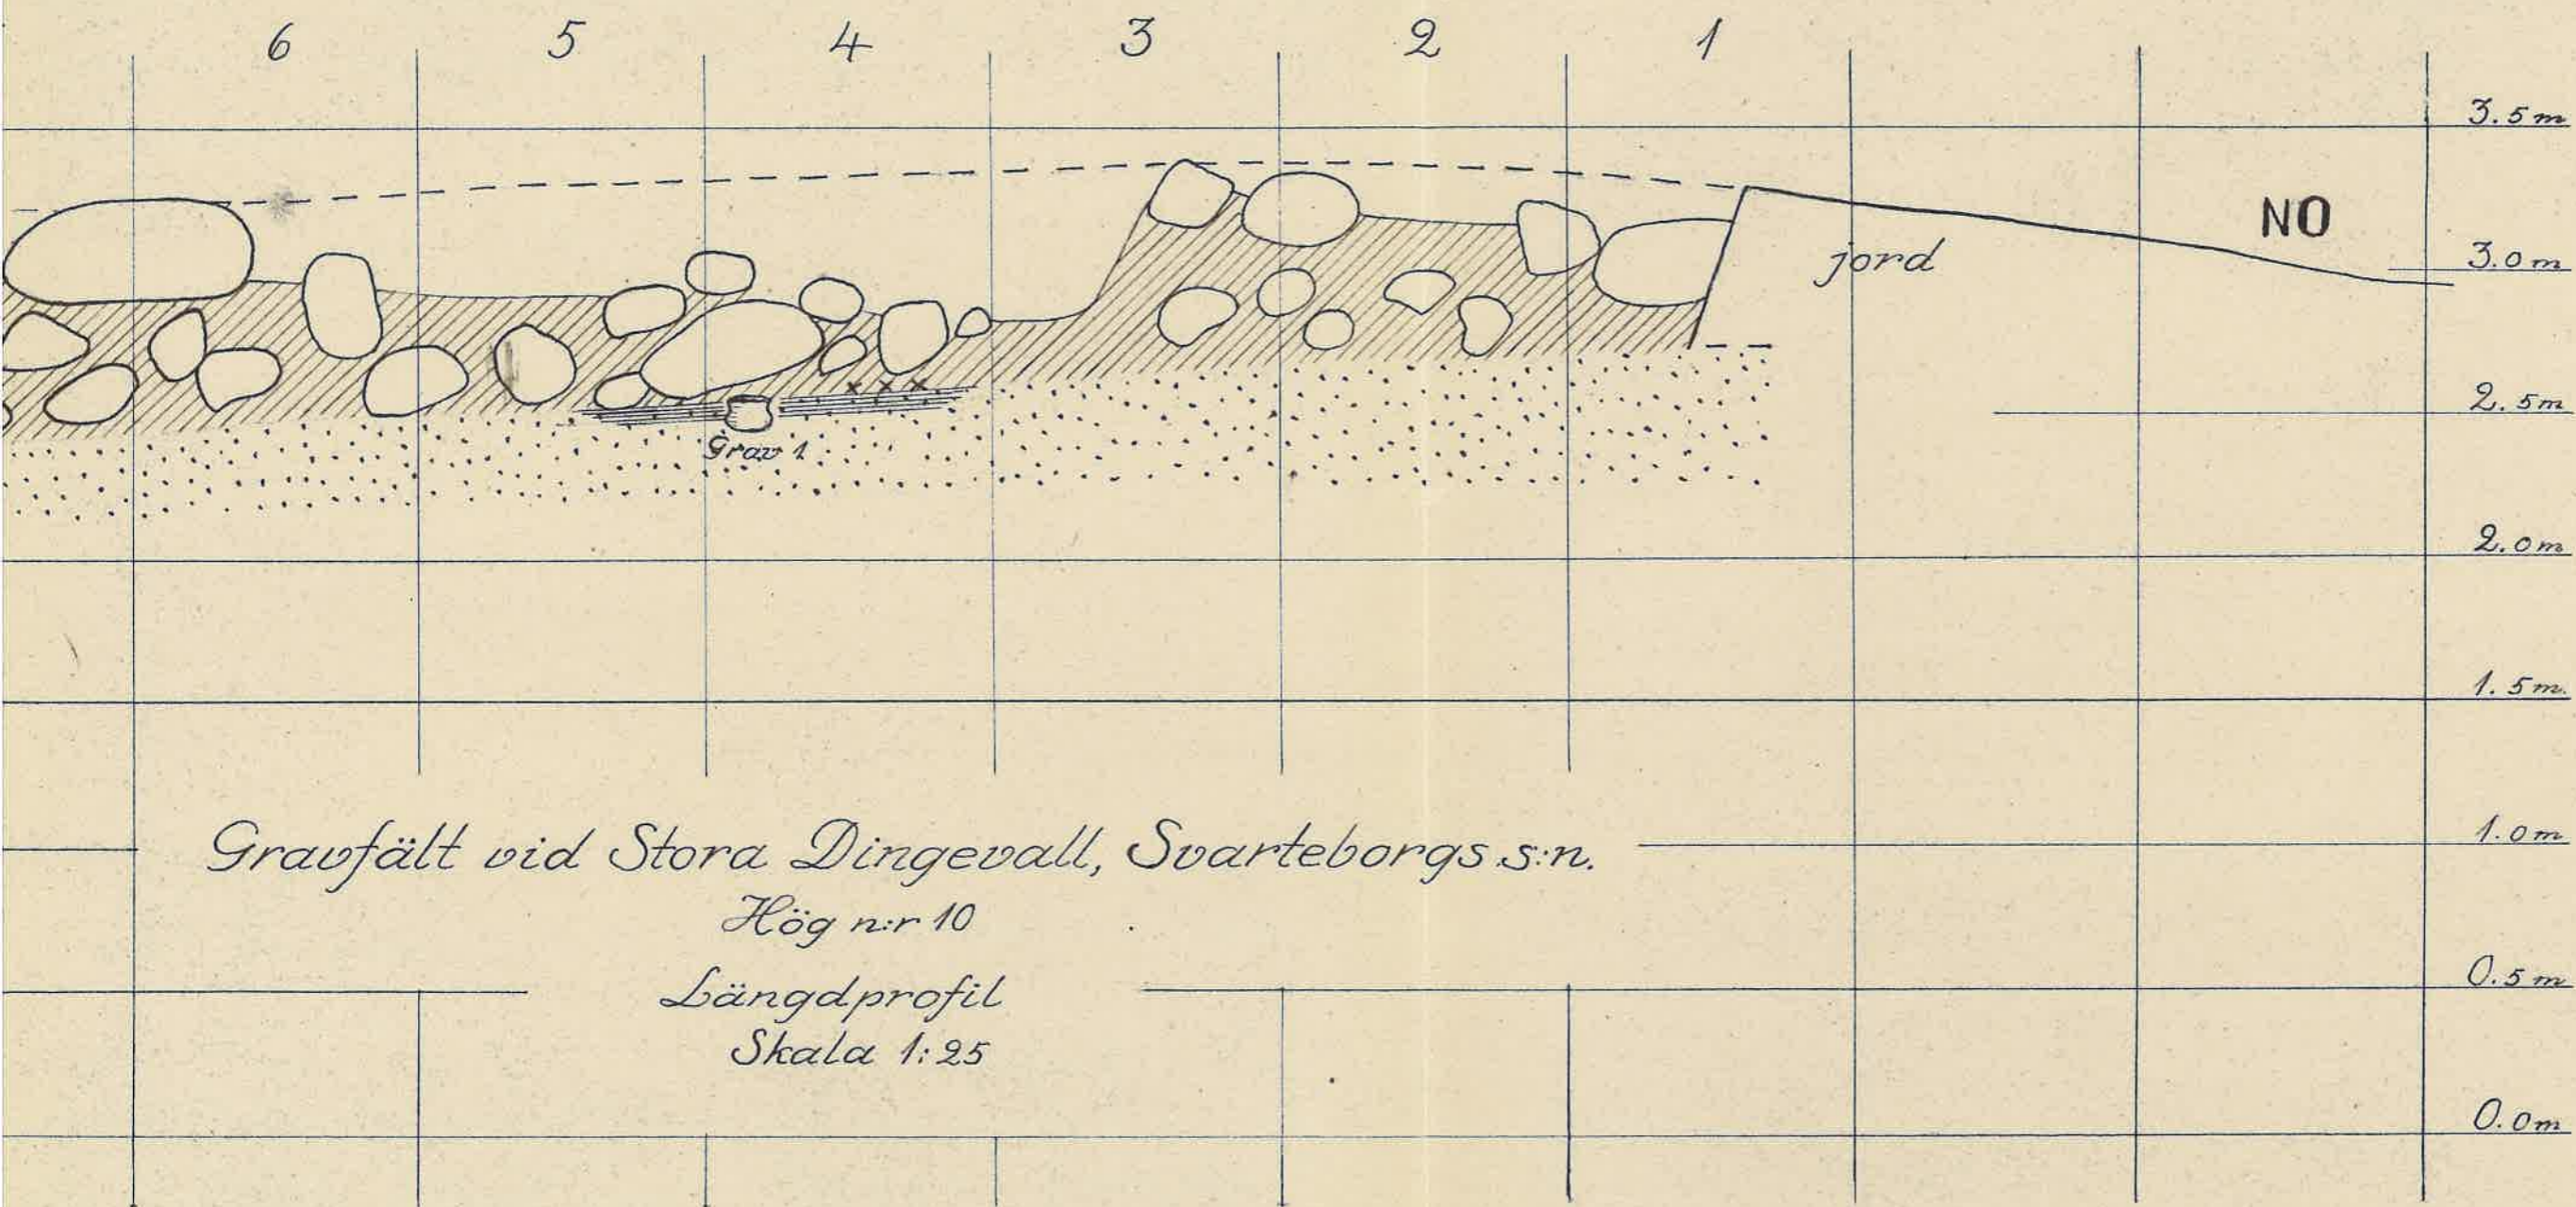 6 5 4 3 2 1
3.5 m
NO
jord
3.0 m
2.5 m
Grav 1
2.0 m
1.5 m.
Gravfält vid Stora Dingevall, Svarteborgs s:n.
1.0 m
Hög n:r 10
Längdprofil
0.5 m
Skala 1:25
0.0 m